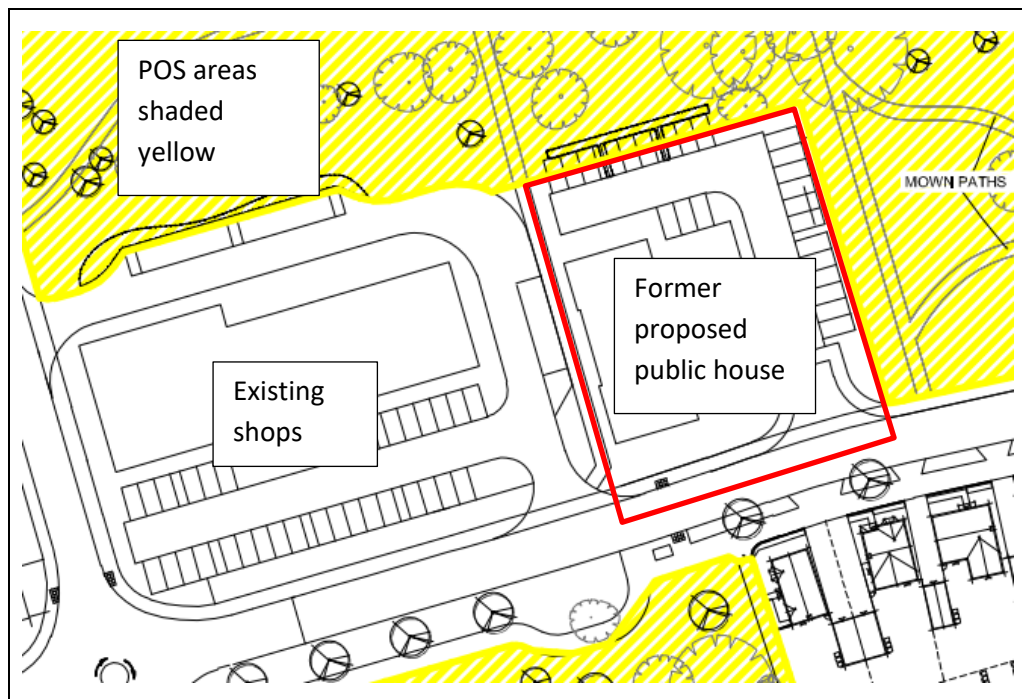 POS areas
shaded
yellow
MOWN PATHS
Former
proposed
public house
Existing
shops